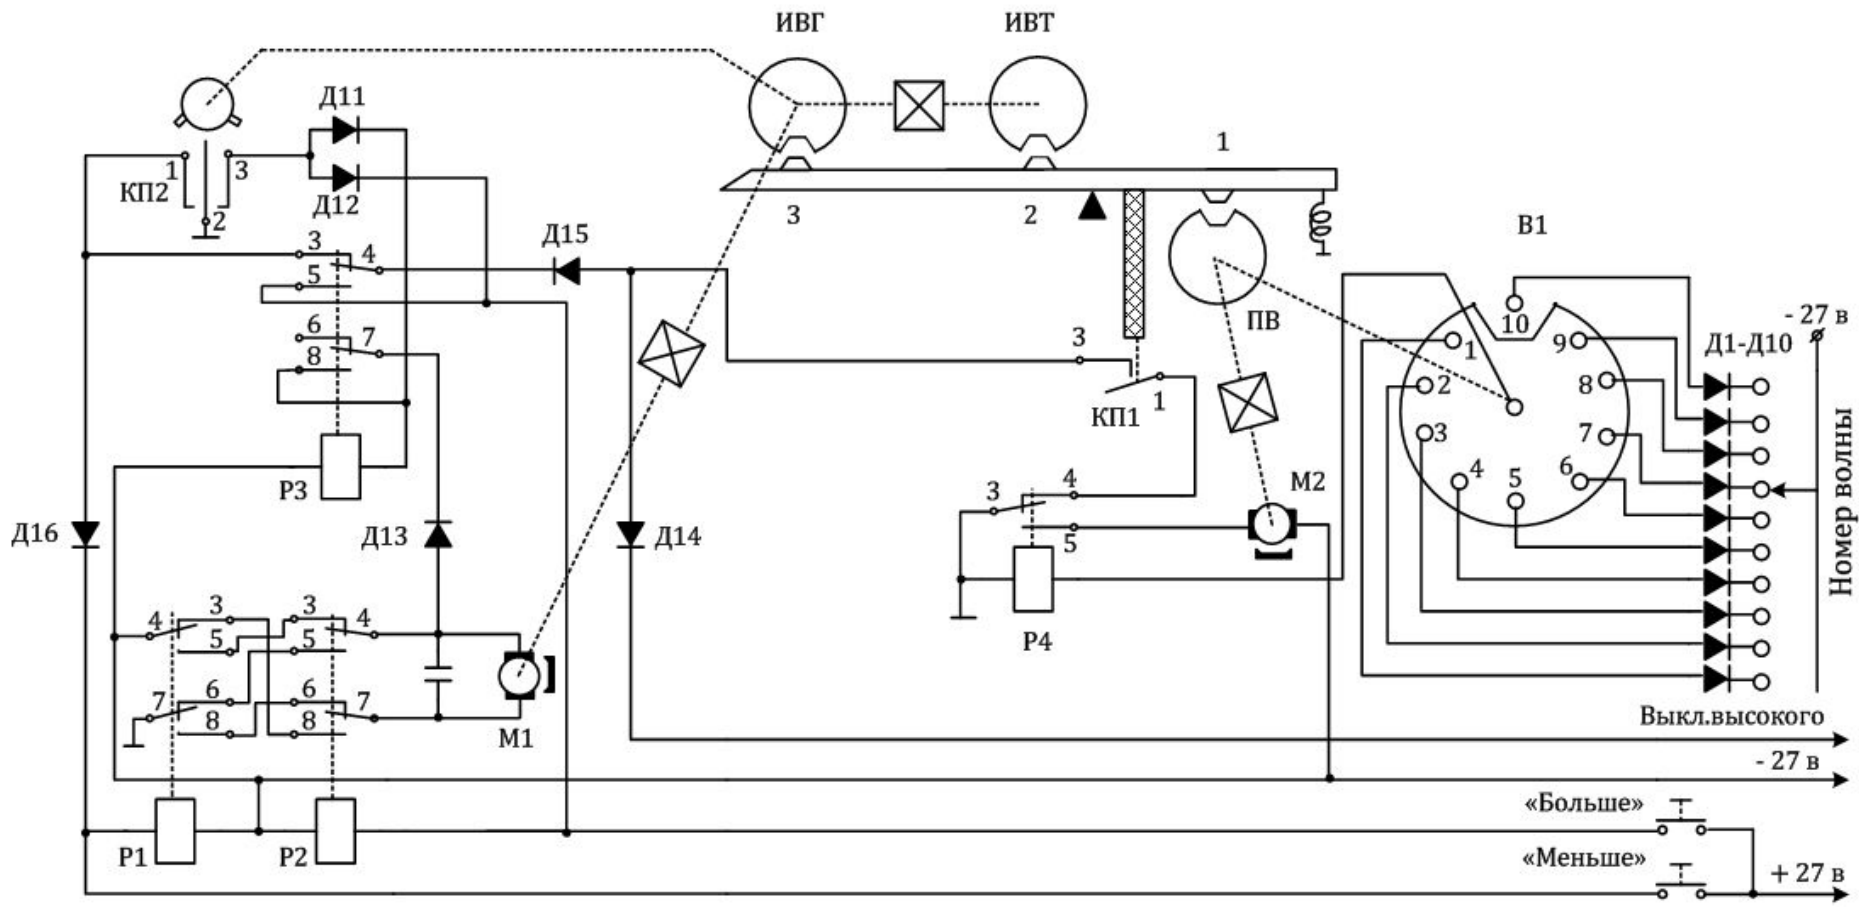 ИВГ
ИВТ
Д11
1
3
КП2
2
Д12
3
4
5
Д15
6
7
8
Р3
Д16
Д13
Д14
3
2
1
ПВ
3
КП1
1
М2
3
4
5
Р4
В1
10
1
2
3
4
5
6
7
8
9
Д1-Д10
- 27 в
Номер волны
4
3
5
3
5
4
7
6
8
6
8
7
М1
Выкл.высокого
- 27 в
«Больше»
Р1
Р2
«Меньше»
+ 27 в